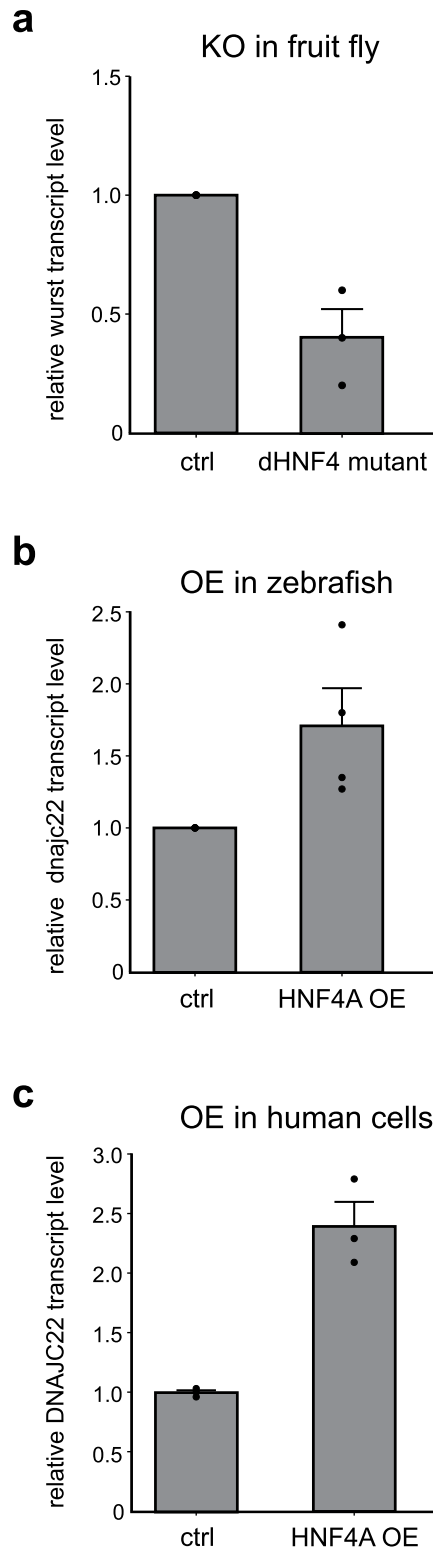 a
KO in fruit fly
relative wurst transcript level
1.5
1.0
0.5
0
ctrl
dHNF4 mutant
b
OE in zebrafish
relative dnajc22 transcript level
2.5
2.0
1.5
1.0
0.5
0
ctrl
HNF4A OE
c
OE in human cells
relative DNAJC22 transcript level
3.0
2.5
2.0
1.5
1.0
0.5
0
ctrl
HNF4A OE